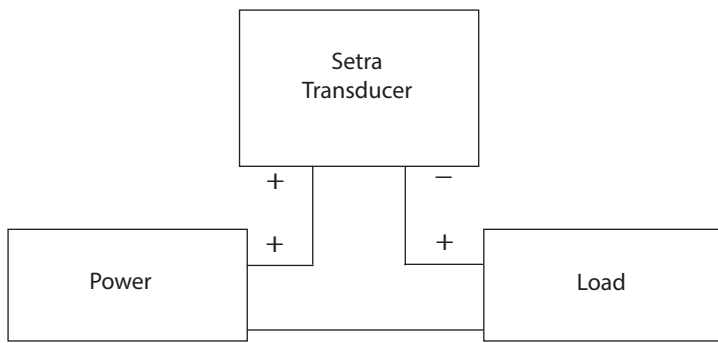 Setra
Transducer
+ −
+ +
Power
Load